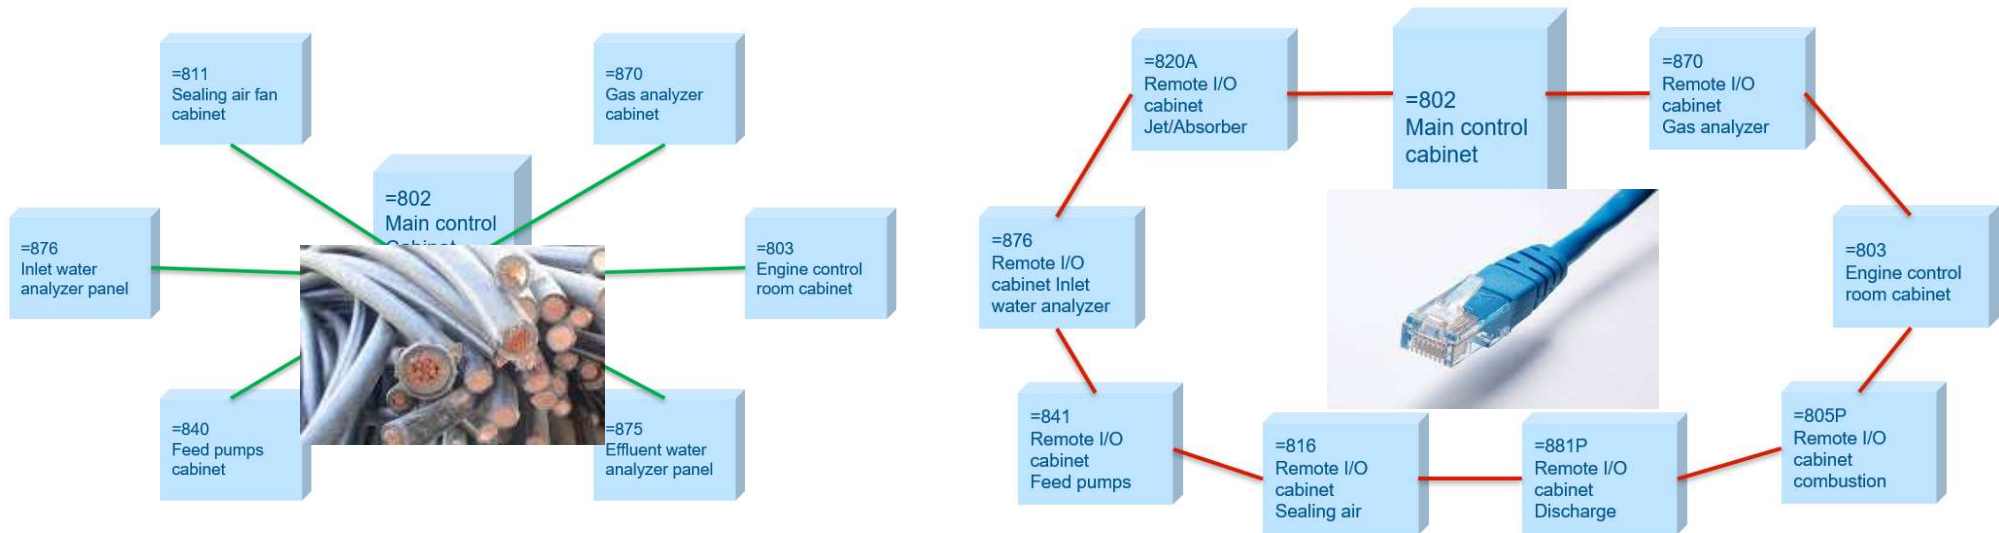 =811
Sealing air fan
cabinet
=870
Gas analyzer
cabinet
=802
Main control
Cabinet
=876
Inlet water
analyzer panel
=803
Engine control
room cabinet
=840
Feed pumps
cabinet
=875
Effluent water
analyzer panel
=820A
Remote I/O
cabinet
Jet/Absorber
=802
Main control
cabinet
=870
Remote I/O
cabinet
Gas analyzer
=876
Remote I/O
cabinet Inlet
water analyzer
=803
Engine control
room cabinet
=841
Remote I/O
cabinet
Feed pumps
=816
Remote I/O
cabinet
Sealing air
=881P
Remote I/O
cabinet
Discharge
=805P
Remote I/O
cabinet
combustion